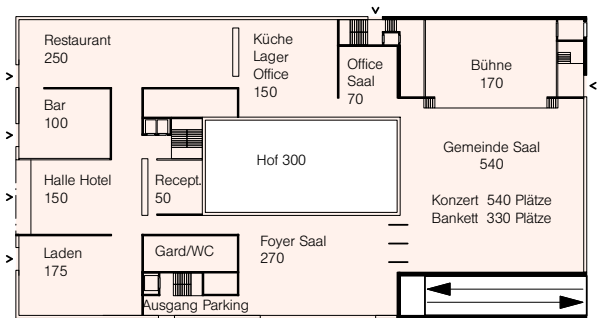 Restaurant
250
Küche
Lager
Office
150
Office
Saal
70
Bühne
170
Bar
100
Hof 300
Gemeinde Saal
540
Konzert 540 Plätze
Bankett 330 Plätze
Halle Hotel
150
Recept.
50
Laden
175
Gard/WC
Foyer Saal
270
Ausgang Parking